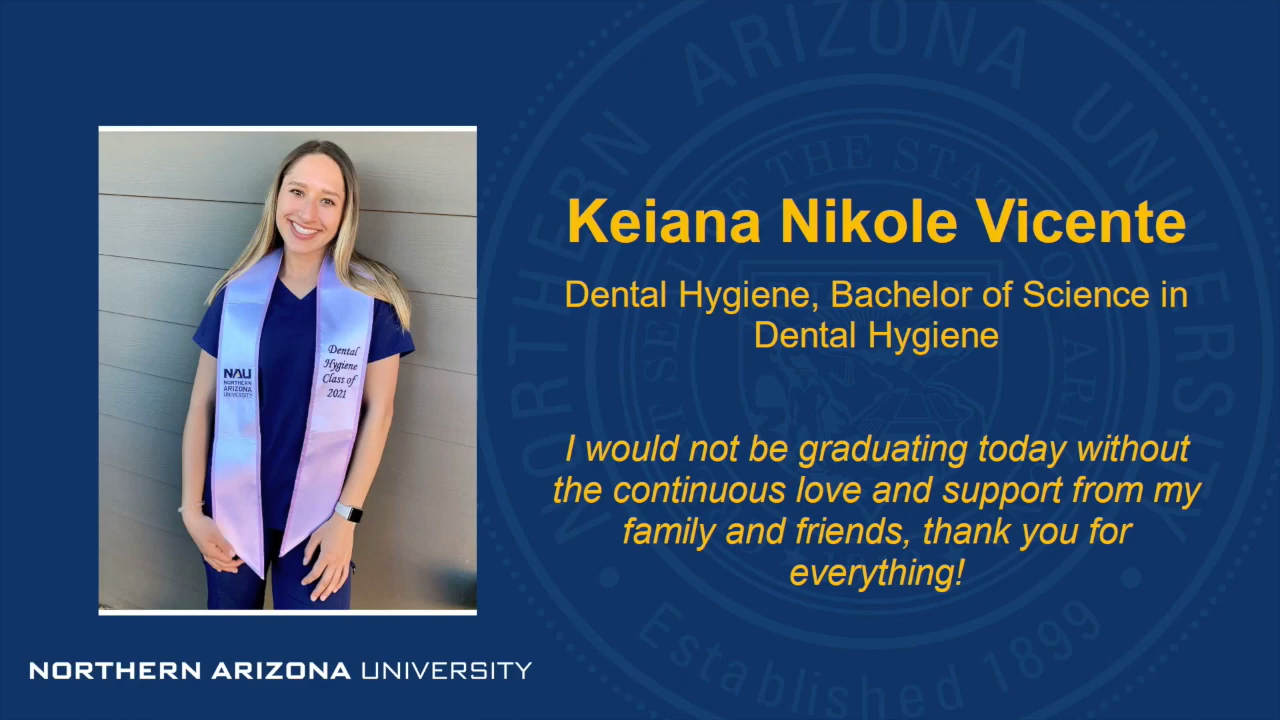 Keiana Nikole Vicente
Dental Hygiene, Bachelor of Science in
Dental Hygiene
I would not be graduating today without
the continuous love and support from my
family and friends, thank you for
everything!
NAU
NORTHERN
ARIZONA
UNIVERSITY
Dental
Hygiene
Class of
2021
NORTHERN ARIZONA UNIVERSITY
NORTHERN ARIZONA UNIVERSITY
THE STA
Established 1899